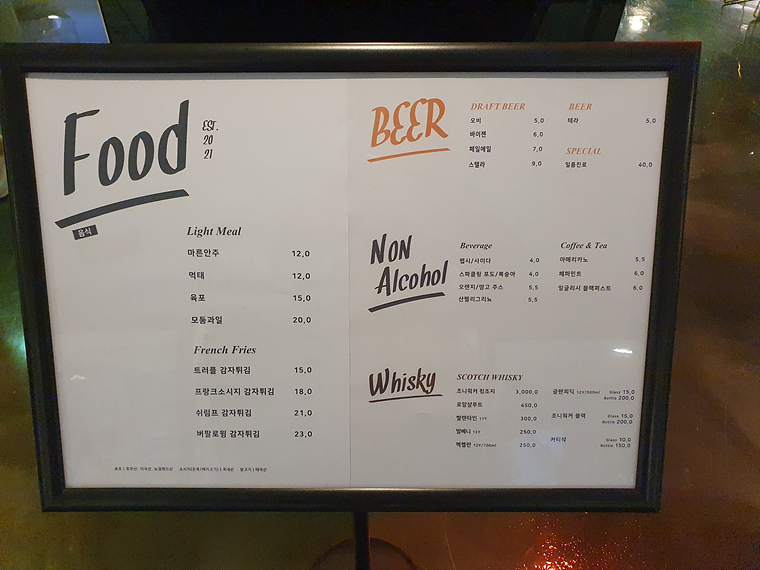 Food
EST.
20
21
음식
Light Meal
마른안주 12,0
먹태 12,0
육포 15,0
모둠과일 20,0
French Fries
트러플 감자튀김 15,0
프랑크소시지 감자튀김 18,0
쉬림프 감자튀김 21,0
버팔로윙 감자튀김 23,0
BEER
DRAFT BEER
오비 5,0
바이젠 6,0
페일에일 7,0
스텔라 9,0
BEER
테라 5,0
SPECIAL
일품진로 40,0
Non
Alcohol
Beverage
펩시/사이다 4,0
스파클링 포도/복숭아 4,0
오렌지/망고 주스 5,5
산펠리그리노 5,5
Coffee & Tea
아메리카노 5,5
페퍼민트 6,0
잉글리시 블랙퍼스트 6,0
Whisky
SCOTCH WHISKY
조니워커 킹조지 3,000,0
로얄샬루트 450,0
발렌타인 17Y 300,0
발베니 12Y 250,0
맥켈란 12Y/700ml 250,0
글렌피딕 12Y/500ml Glass 15,0
Bottle 200,0
조니워커 블랙 Glass 15,0
Bottle 200,0
커티삭 Glass 10,0
Bottle 150,0